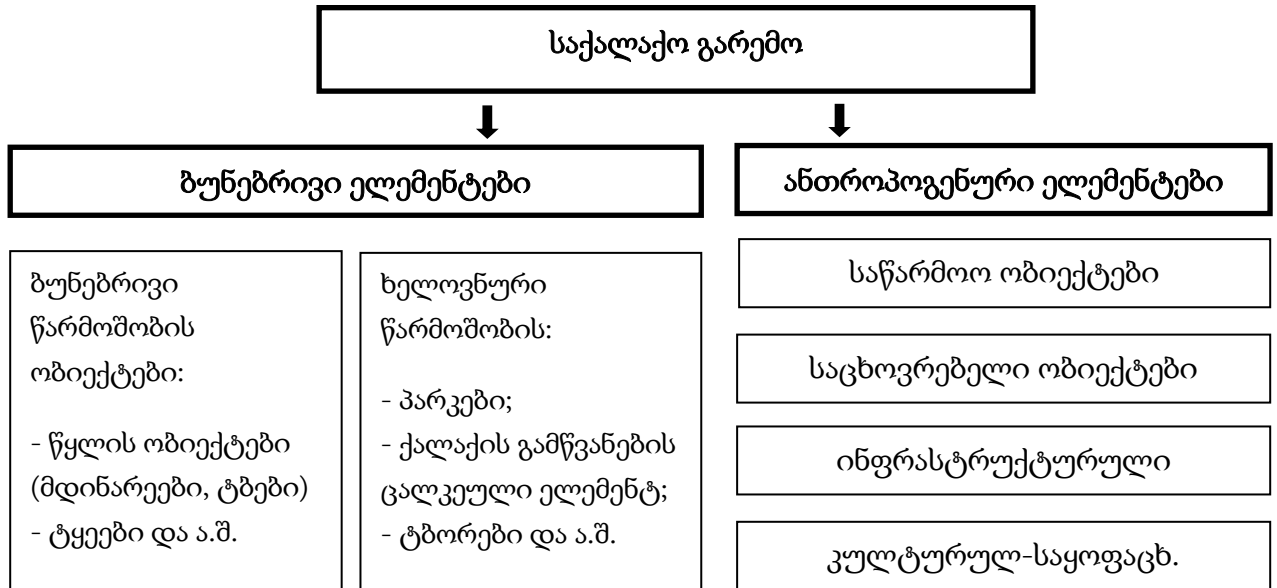 საქალაქო გარემო
ბუნებრივი ელემენტები
ანთროპოგენური ელემენტები
ბუნებრივი
წარმოშობის
ობიექტები:
- წყლის ობიექტები
(მდინარეები, ტბები)
- ტყეები და ა.შ.
ხელოვნური
წარმოშობის:
- პარკები;
- ქალაქის გამწვანების
ცალკეული ელემენტ;
- ტბორები და ა.შ.
საწარმოო ობიექტები
საცხოვრებელი ობიექტები
ინფრასტრუქტურული
კულტურულ-საყოფაცხ.